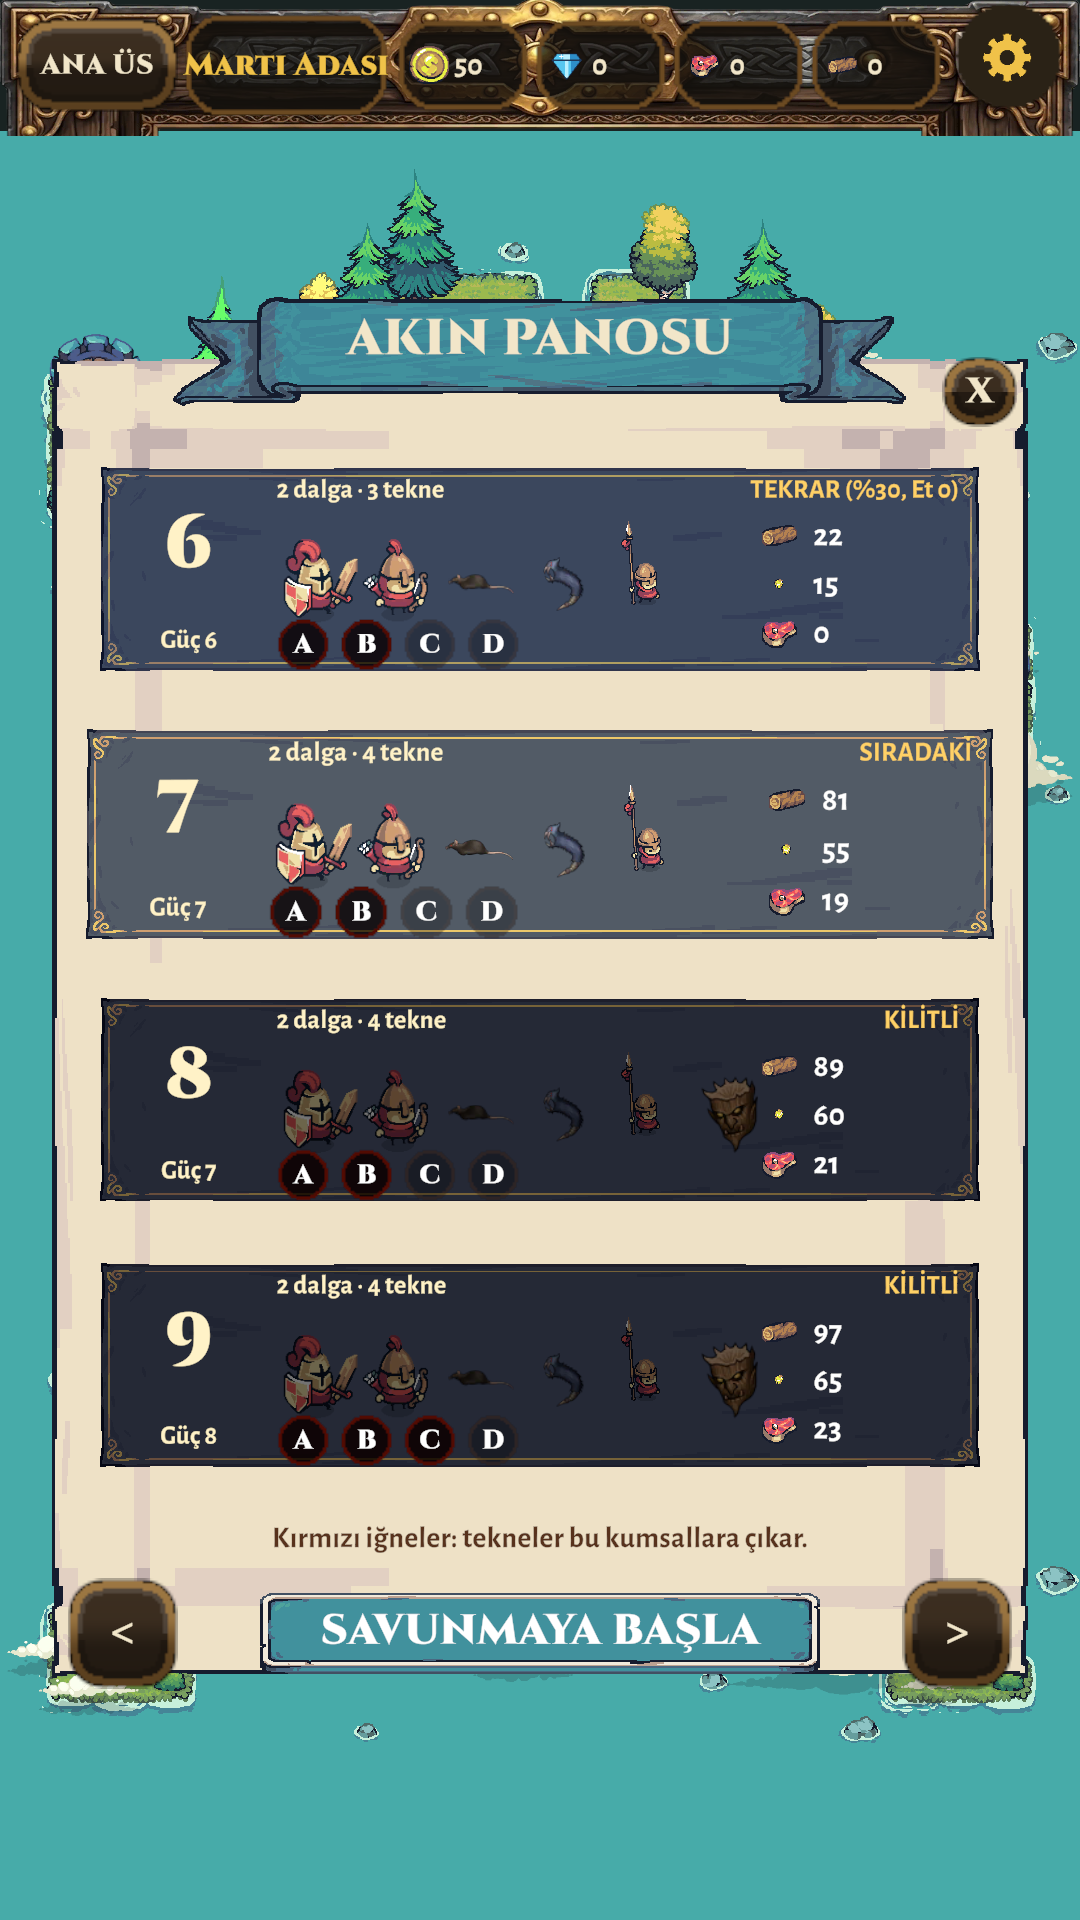 ANA ÜS
MARTI ADASI
50
0
0
0
AKIN PANOSU
X
2 dalga · 3 tekne
TEKRAR (%30, Et 0)
6
22
15
0
Güç 6
A B C D
2 dalga · 4 tekne
SIRADAKİ
7
81
55
19
Güç 7
A B C D
2 dalga · 4 tekne
KİLİTLİ
8
89
60
21
Güç 7
A B C D
2 dalga · 4 tekne
KİLİTLİ
9
97
65
23
Güç 8
A B C D
Kırmızı iğneler: tekneler bu kumsallara çıkar.
<
SAVUNMAYA BAŞLA
>